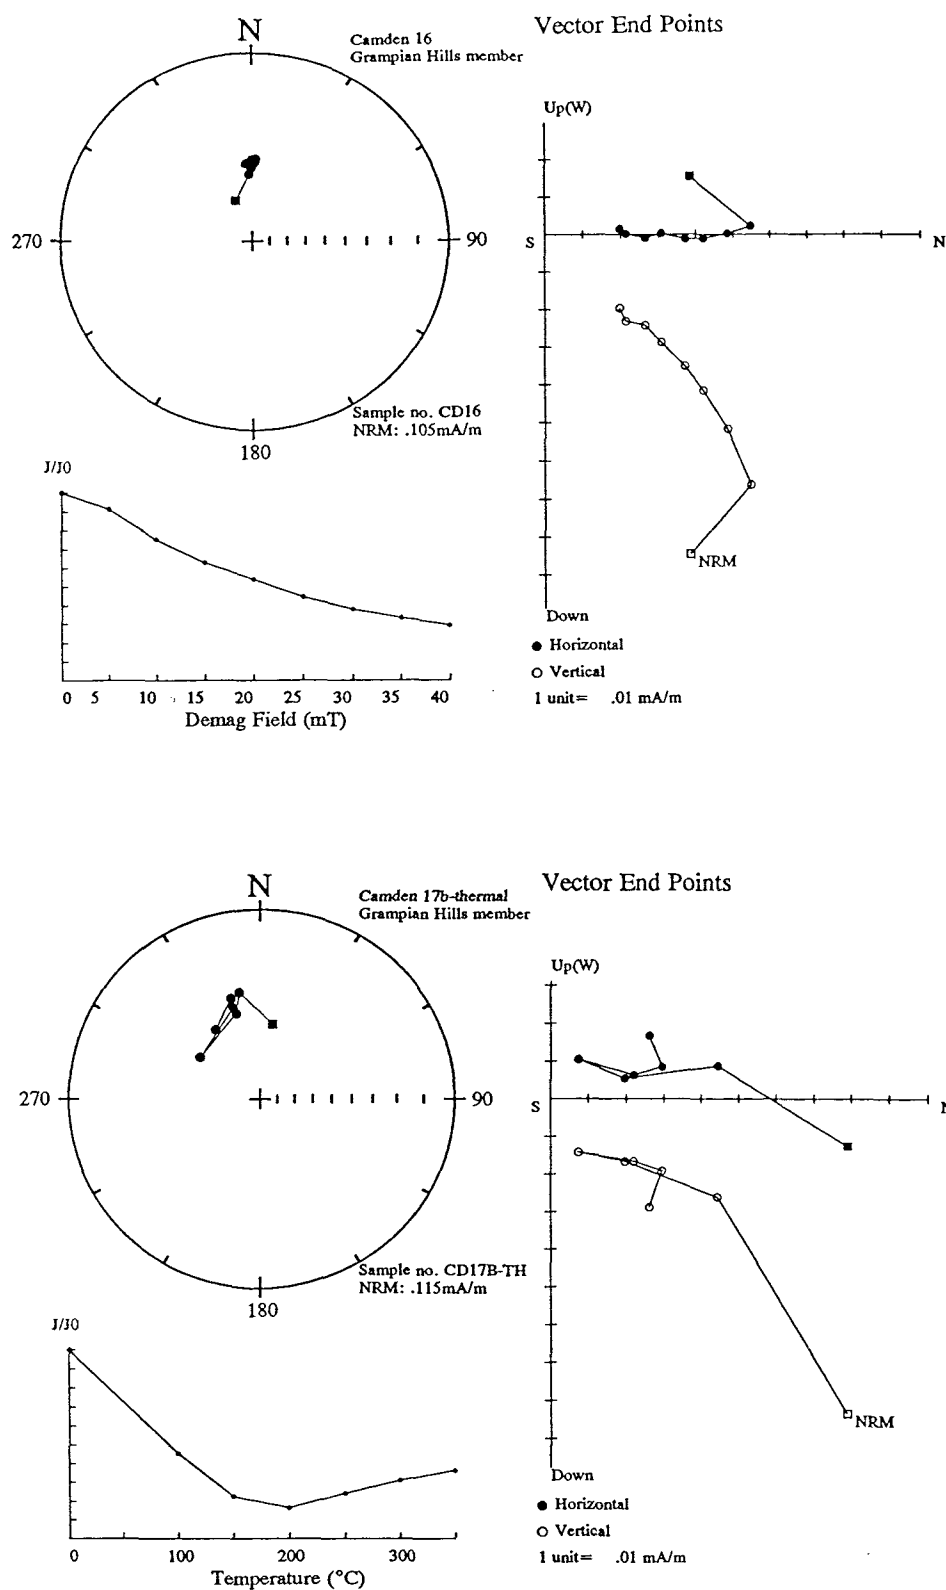 N
Camden 16
Grampian Hills member
Vector End Points
Up(W)
270
90
S
N
Sample no. CD16
NRM: .105mA/m
180
J/J0
NRM
Down
● Horizontal
○ Vertical
1 unit= .01 mA/m
0 5 10 15 20 25 30 35 40
Demag Field (mT)
N
Camden 17b-thermal
Grampian Hills member
Vector End Points
Up(W)
270
90
S
N
Sample no. CD17B-TH
NRM: .115mA/m
180
J/J0
NRM
Down
● Horizontal
○ Vertical
1 unit= .01 mA/m
0 100 200 300
Temperature (°C)